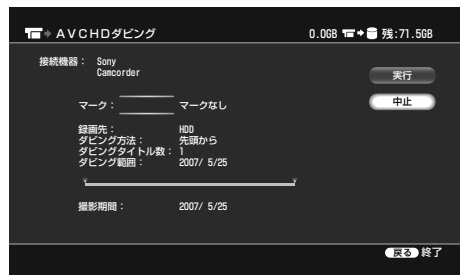 AVCHDダビング 0.0GB 残:71.5GB
接続機器： Sony
Camcorder
実行
中止
マーク： マークなし
録画先： HDD
ダビング方法： 先頭から
ダビングタイトル数： 1
ダビング範囲： 2007/ 5/25
撮影期間： 2007/ 5/25
戻る 終了